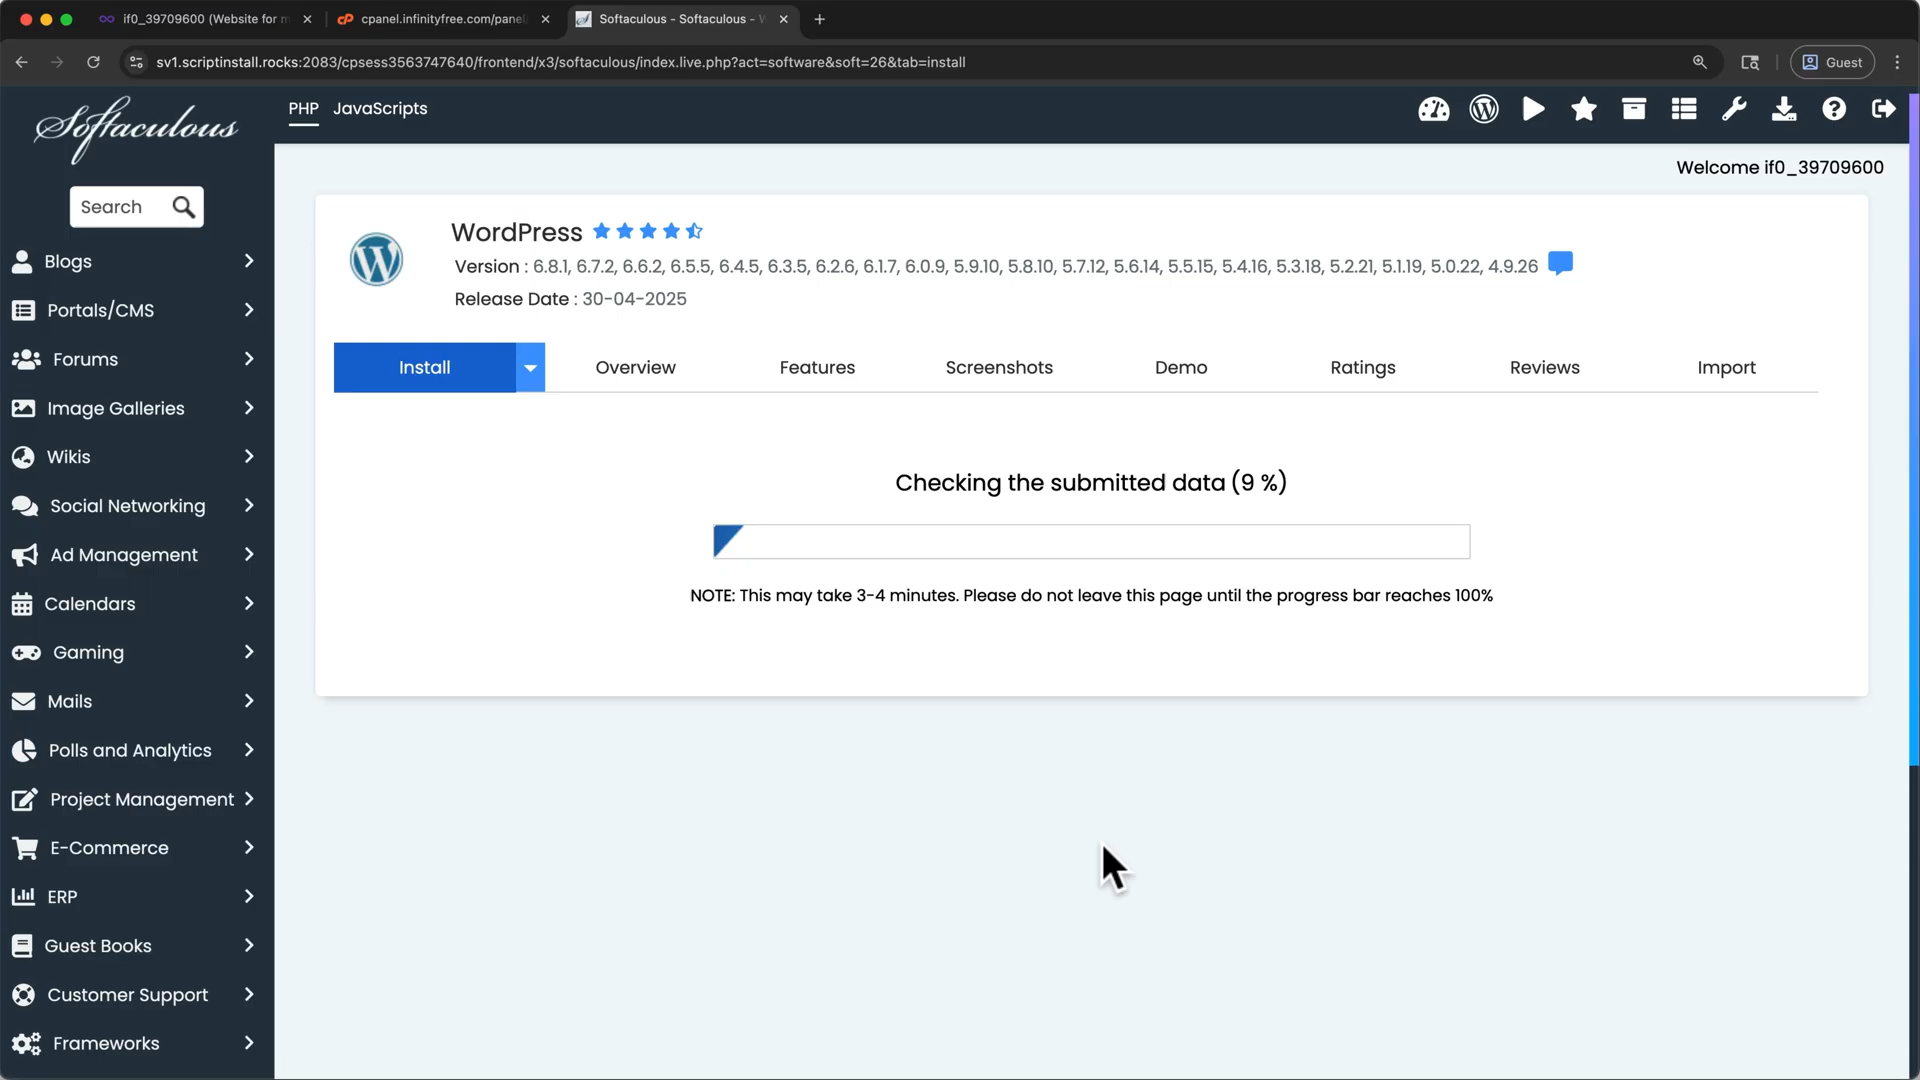 if0_39709600 (Website for m
cpanel.infinityfree.com/panel
Softaculous - Softaculous - W
sv1.scriptinstall.rocks:2083/cpsess3563747640/frontend/x3/softaculous/index.live.php?act=software&soft=26&tab=install
Guest
Softaculous
PHP
JavaScripts
Welcome if0_39709600
Search
Blogs
Portals/CMS
Forums
Image Galleries
Wikis
Social Networking
Ad Management
Calendars
Gaming
Mails
Polls and Analytics
Project Management
E-Commerce
ERP
Guest Books
Customer Support
Frameworks
WordPress
Version : 6.8.1, 6.7.2, 6.6.2, 6.5.5, 6.4.5, 6.3.5, 6.2.6, 6.1.7, 6.0.9, 5.9.10, 5.8.10, 5.7.12, 5.6.14, 5.5.15, 5.4.16, 5.3.18, 5.2.21, 5.1.19, 5.0.22, 4.9.26
Release Date : 30-04-2025
Install
Overview
Features
Screenshots
Demo
Ratings
Reviews
Import
Checking the submitted data (9 %)
NOTE: This may take 3-4 minutes. Please do not leave this page until the progress bar reaches 100%